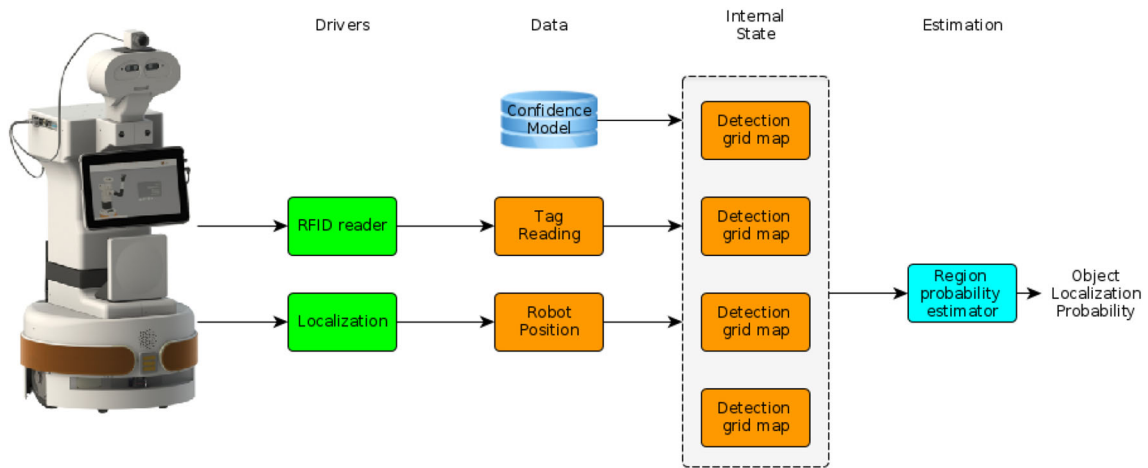 Drivers
Data
Internal
State
Estimation
Confidence
Model
Detection
grid map
RFID reader
Tag
Reading
Detection
grid map
Localization
Robot
Position
Detection
grid map
Region
probability
estimator
Object
Localization
Probability
Detection
grid map